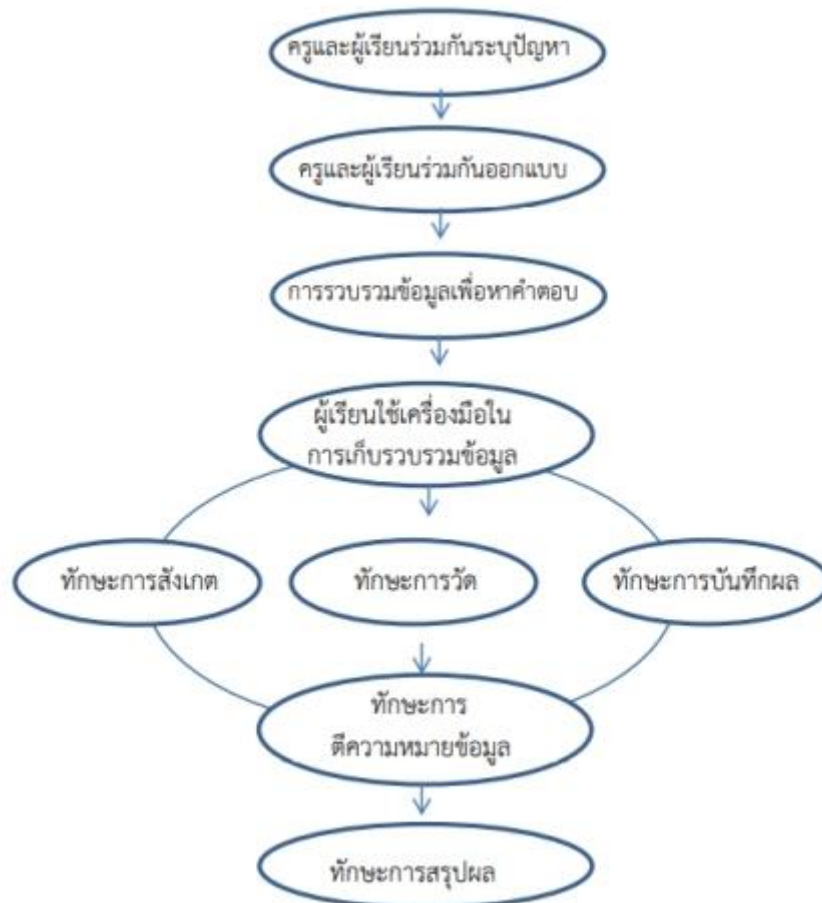 ครูและผู้เรียนร่วมกันระบุปัญหา
ครูและผู้เรียนร่วมกันออกแบบ
การรวบรวมข้อมูลเพื่อหาคำตอบ
ผู้เรียนใช้เครื่องมือใน
การเก็บรวบรวมข้อมูล
ทักษะการสังเกต
ทักษะการวัด
ทักษะการบันทึกผล
ทักษะการ
ตีความหมายข้อมูล
ทักษะการสรุปผล